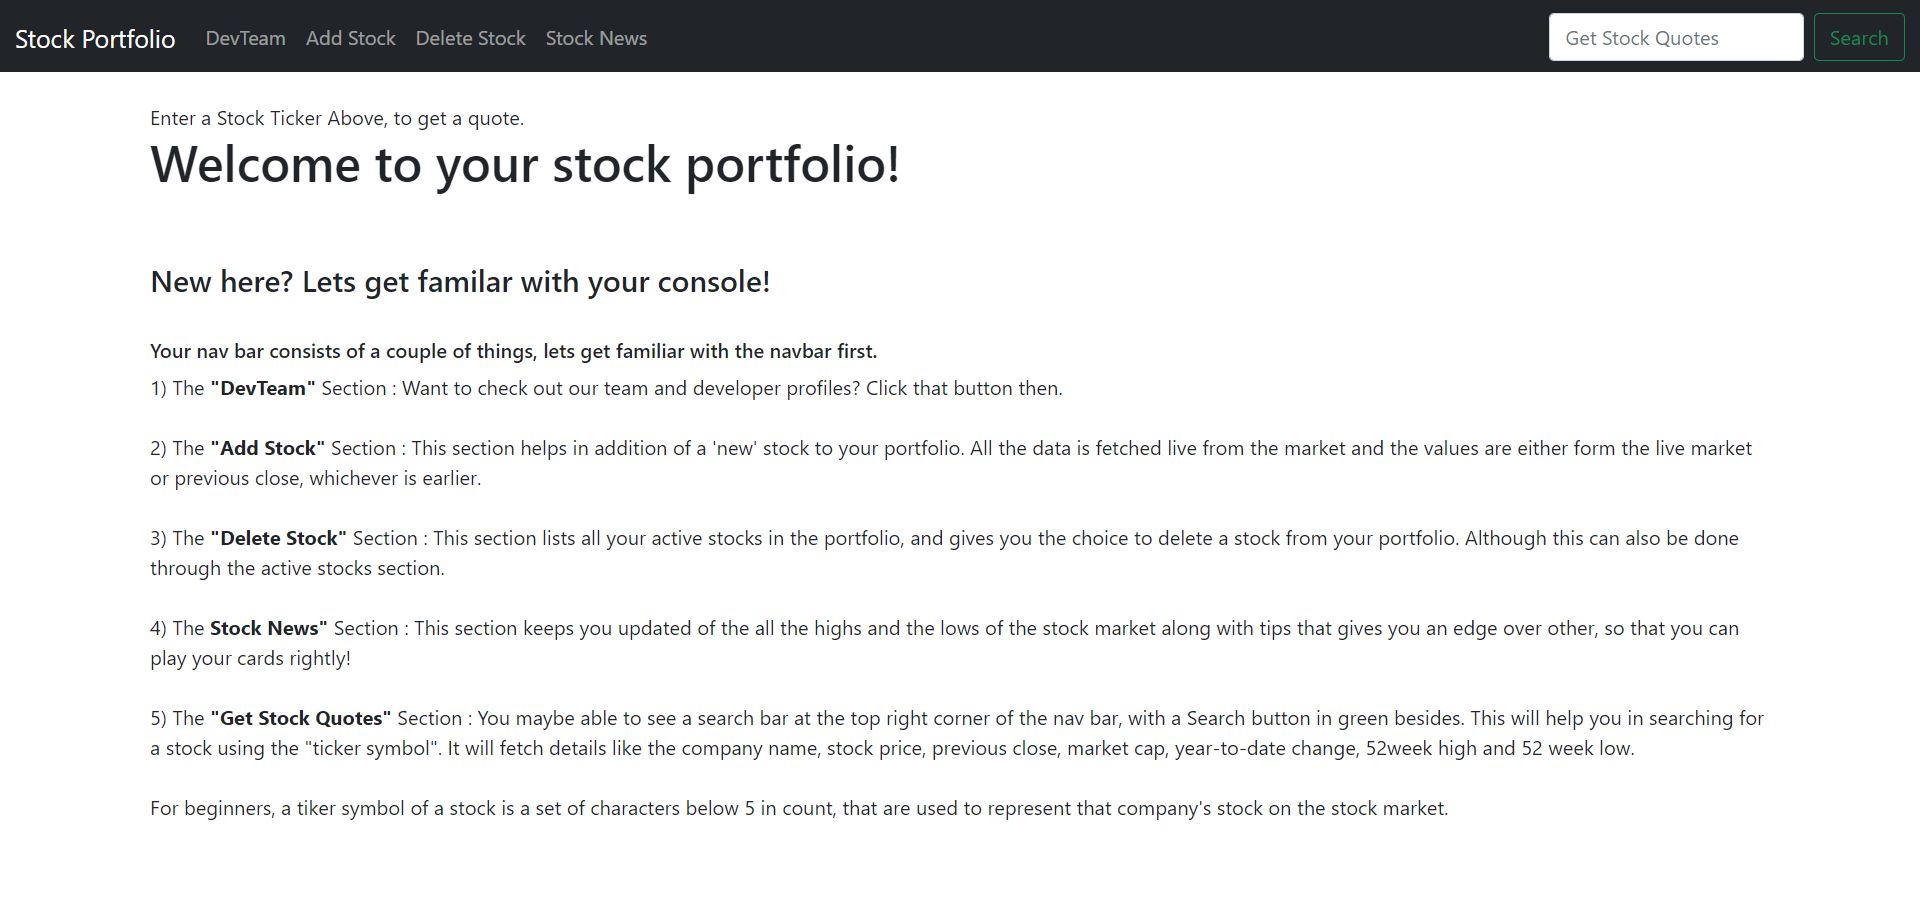 Stock Portfolio DevTeam Add Stock Delete Stock Stock News Get Stock Quotes Search
Enter a Stock Ticker Above, to get a quote.
Welcome to your stock portfolio!
New here? Lets get familar with your console!
Your nav bar consists of a couple of things, lets get familiar with the navbar first.
1) The "DevTeam" Section : Want to check out our team and developer profiles? Click that button then.
2) The "Add Stock" Section : This section helps in addition of a 'new' stock to your portfolio. All the data is fetched live from the market and the values are either form the live market
or previous close, whichever is earlier.
3) The "Delete Stock" Section : This section lists all your active stocks in the portfolio, and gives you the choice to delete a stock from your portfolio. Although this can also be done
through the active stocks section.
4) The Stock News" Section : This section keeps you updated of the all the highs and the lows of the stock market along with tips that gives you an edge over other, so that you can
play your cards rightly!
5) The "Get Stock Quotes" Section : You maybe able to see a search bar at the top right corner of the nav bar, with a Search button in green besides. This will help you in searching for
a stock using the "ticker symbol". It will fetch details like the company name, stock price, previous close, market cap, year-to-date change, 52week high and 52 week low.
For beginners, a tiker symbol of a stock is a set of characters below 5 in count, that are used to represent that company's stock on the stock market.